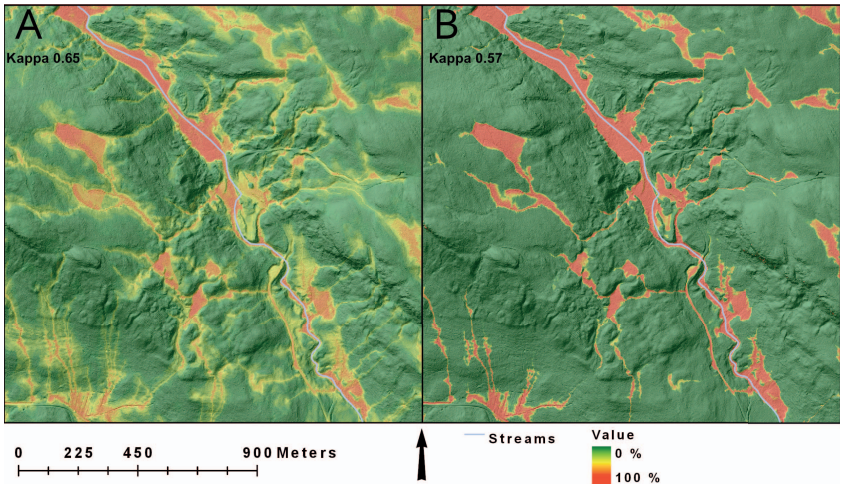 A
Kappa 0.65
B
Kappa 0.57
0 225 450 900 Meters
Streams
Value
0 %
100 %